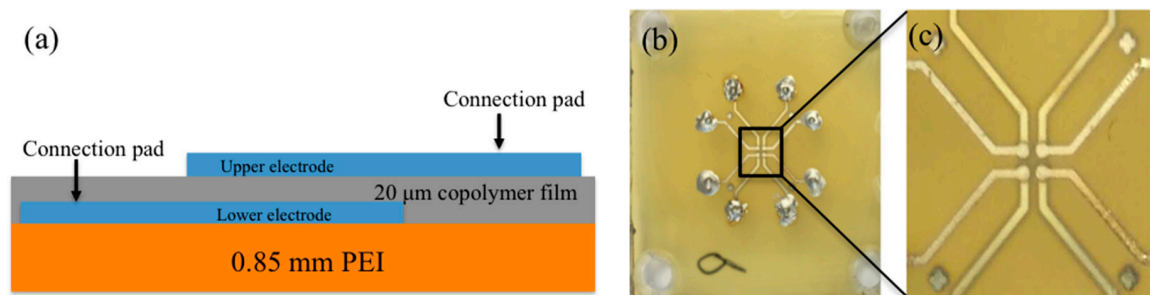 (a)
Connection pad
Connection pad
Upper electrode
20 µm copolymer film
Lower electrode
0.85 mm PEI
(b)
(c)